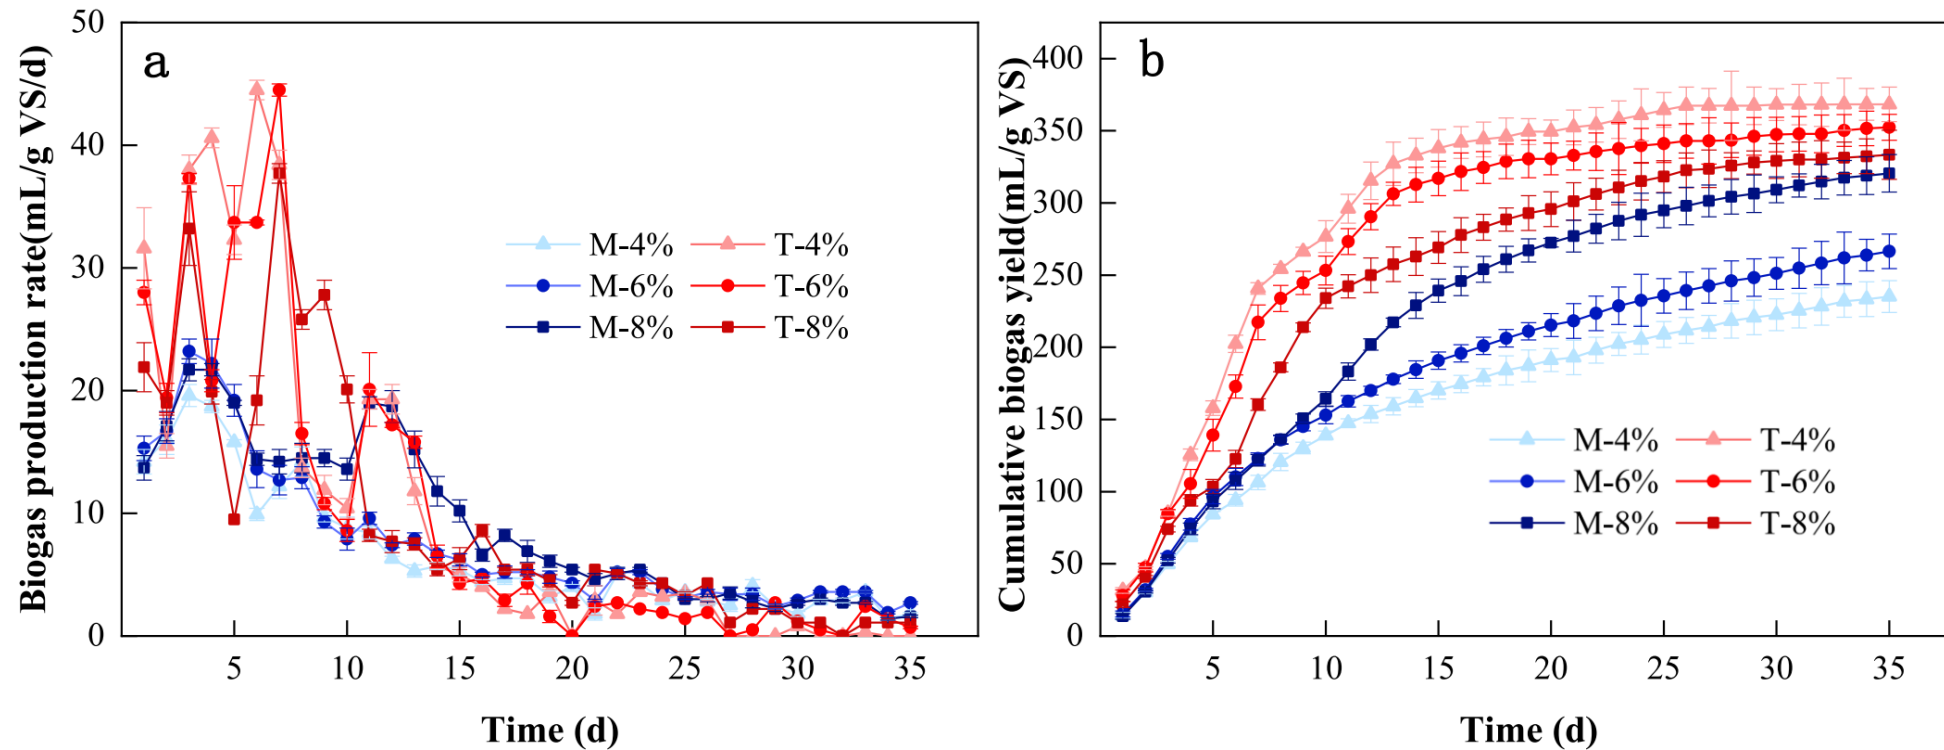 a
Biogas production rate(mL/g VS/d)
50
40
30
20
10
0
M-4% T-4%
M-6% T-6%
M-8% T-8%
5 10 15 20 25 30 35
Time (d)
b
Cumulative biogas yield(mL/g VS)
400
350
300
250
200
150
100
50
0
M-4% T-4%
M-6% T-6%
M-8% T-8%
5 10 15 20 25 30 35
Time (d)